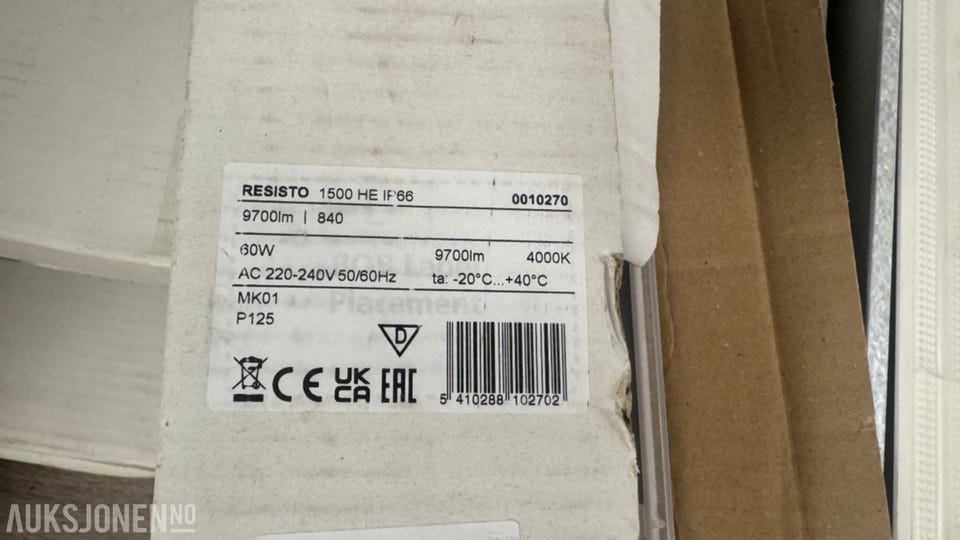 RESISTO 1500 HE IP66 0010270
9700lm | 840
60W 9700lm 4000K
AC 220-240V 50/60Hz ta: -20°C...+40°C
MK01
P125
Placement
D
CE UK CA EAC
5 410288 102702
AUKSJONEN NO